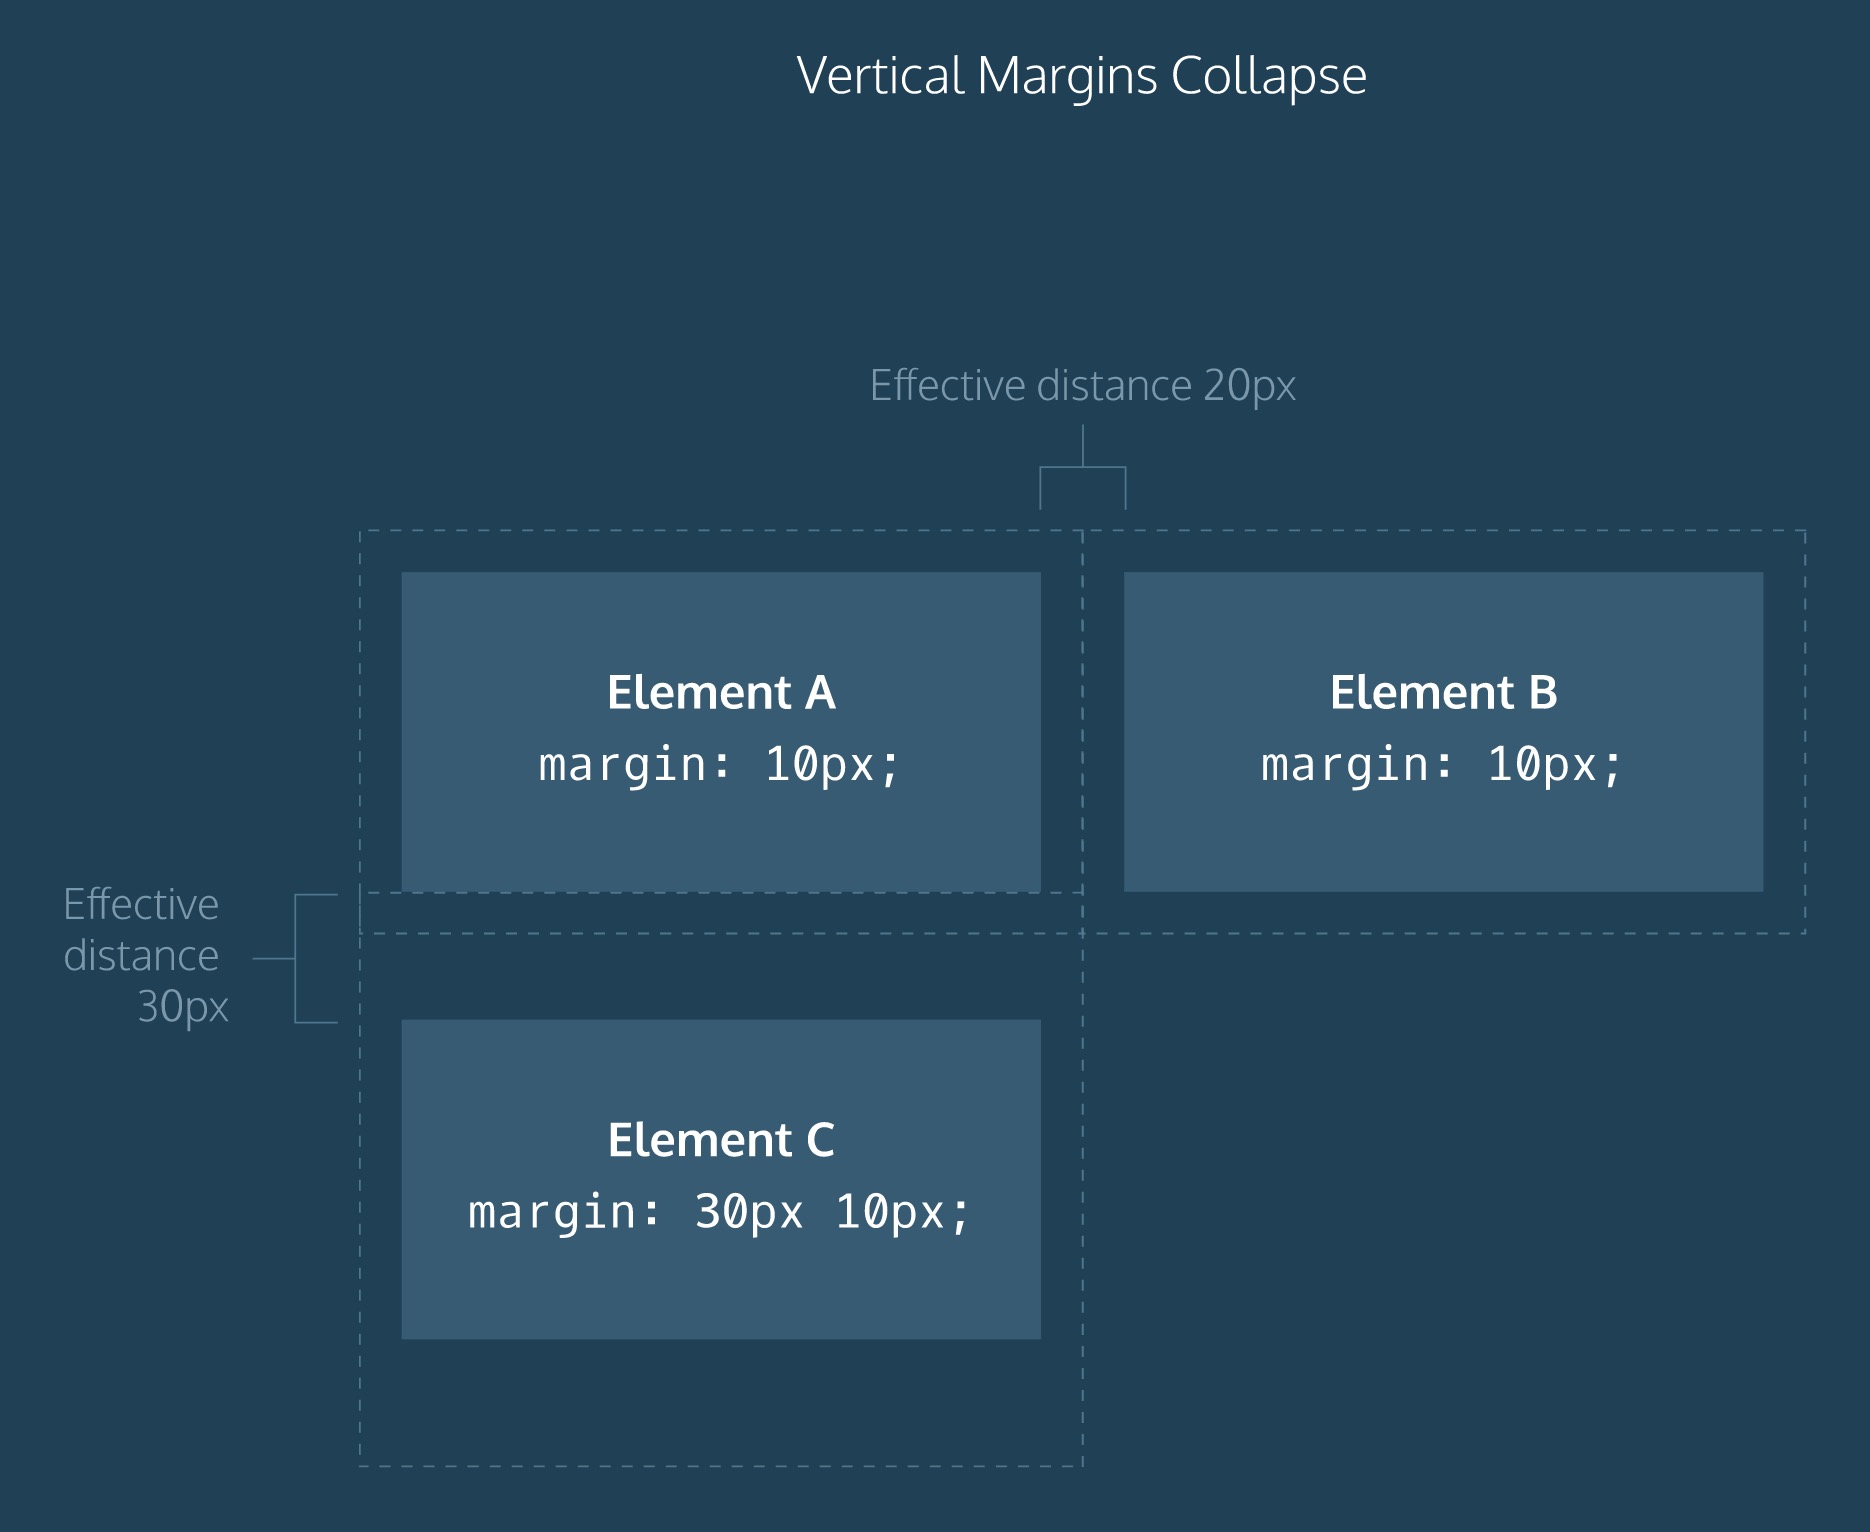 Vertical Margins Collapse
Effective distance 20px
Element A
margin: 10px;
Element B
margin: 10px;
Effective
distance
30px
Element C
margin: 30px 10px;